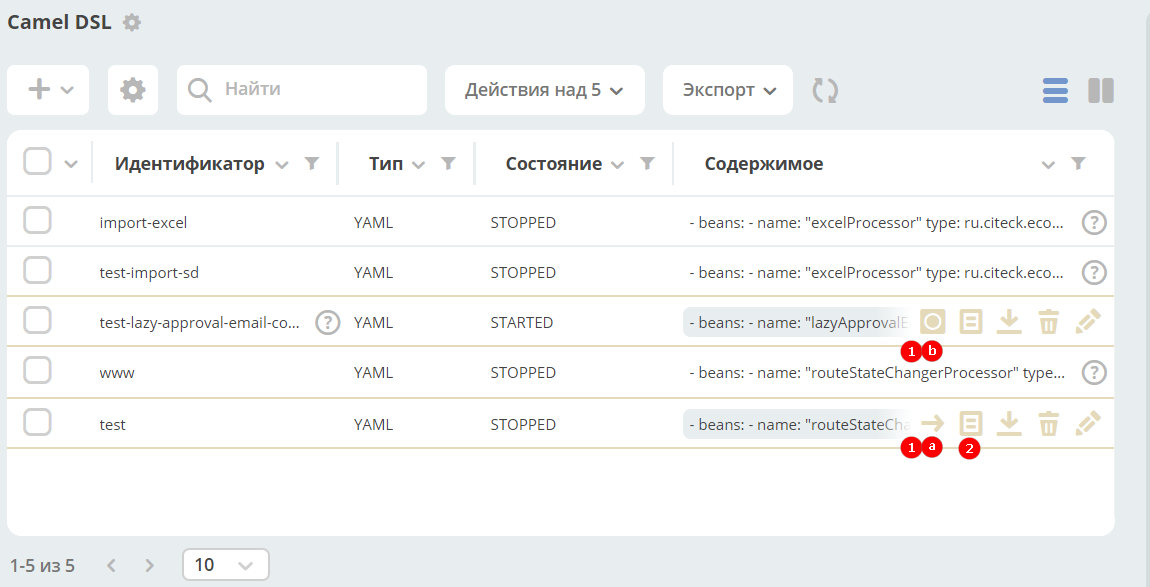 Camel DSL
Найти
Действия над 5
Экспорт
Идентификатор Тип Состояние Содержимое
import-excel YAML STOPPED - beans: - name: "excelProcessor" type: ru.citeck.eco... ?
test-import-sd YAML STOPPED - beans: - name: "excelProcessor" type: ru.citeck.eco... ?
test-lazy-approval-email-co... ? YAML STARTED - beans: - name: "lazyApprovalE
1 b
www YAML STOPPED - beans: - name: "routeStateChangerProcessor" type... ?
test YAML STOPPED - beans: - name: "routeStateCha
1 a 2
1-5 из 5 10